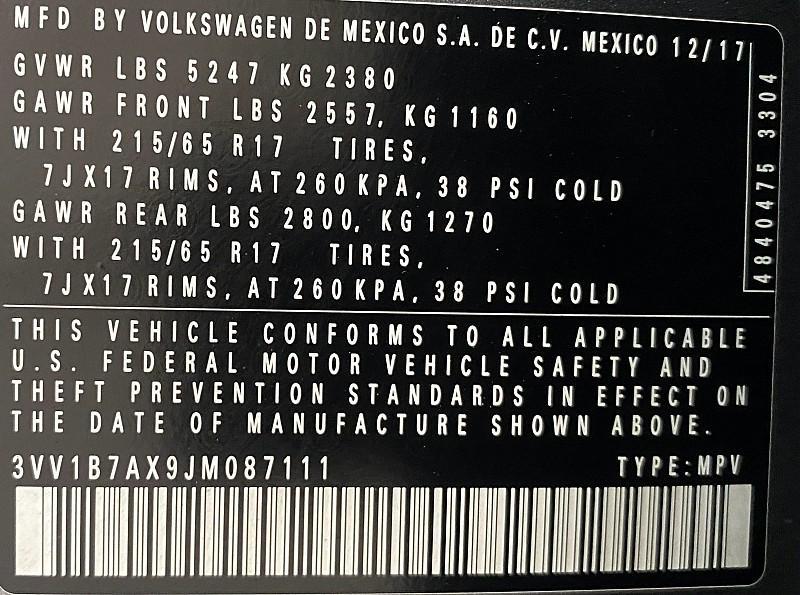 MFD BY VOLKSWAGEN DE MEXICO S.A. DE C.V. MEXICO 12/17
GVWR LBS 5247 KG 2380
GAWR FRONT LBS 2557, KG 1160
WITH 215/65 R17 TIRES,
7J X17 RIMS, AT 260 KPA, 38 PSI COLD
GAWR REAR LBS 2800, KG 1270
WITH 215/65 R17 TIRES,
7J X17 RIMS, AT 260 KPA, 38 PSI COLD
4840475 3304
THIS VEHICLE CONFORMS TO ALL APPLICABLE
U.S. FEDERAL MOTOR VEHICLE SAFETY AND
THEFT PREVENTION STANDARDS IN EFFECT ON
THE DATE OF MANUFACTURE SHOWN ABOVE.
3VV1B7AX9JM087111 TYPE:MPV